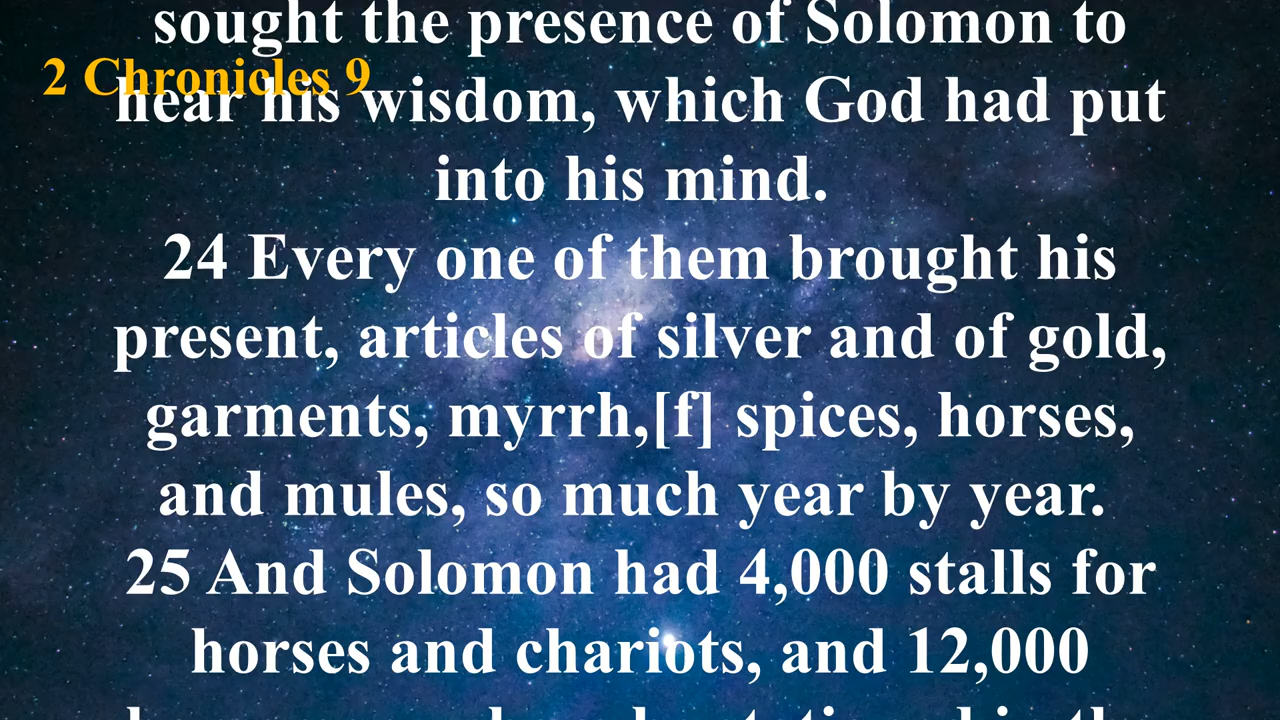 sought the presence of Solomon to
2 Chronicles 9
hear his wisdom, which God had put
into his mind.
24 Every one of them brought his
present, articles of silver and of gold,
garments, myrrh,[f] spices, horses,
and mules, so much year by year.
25 And Solomon had 4,000 stalls for
horses and chariots, and 12,000